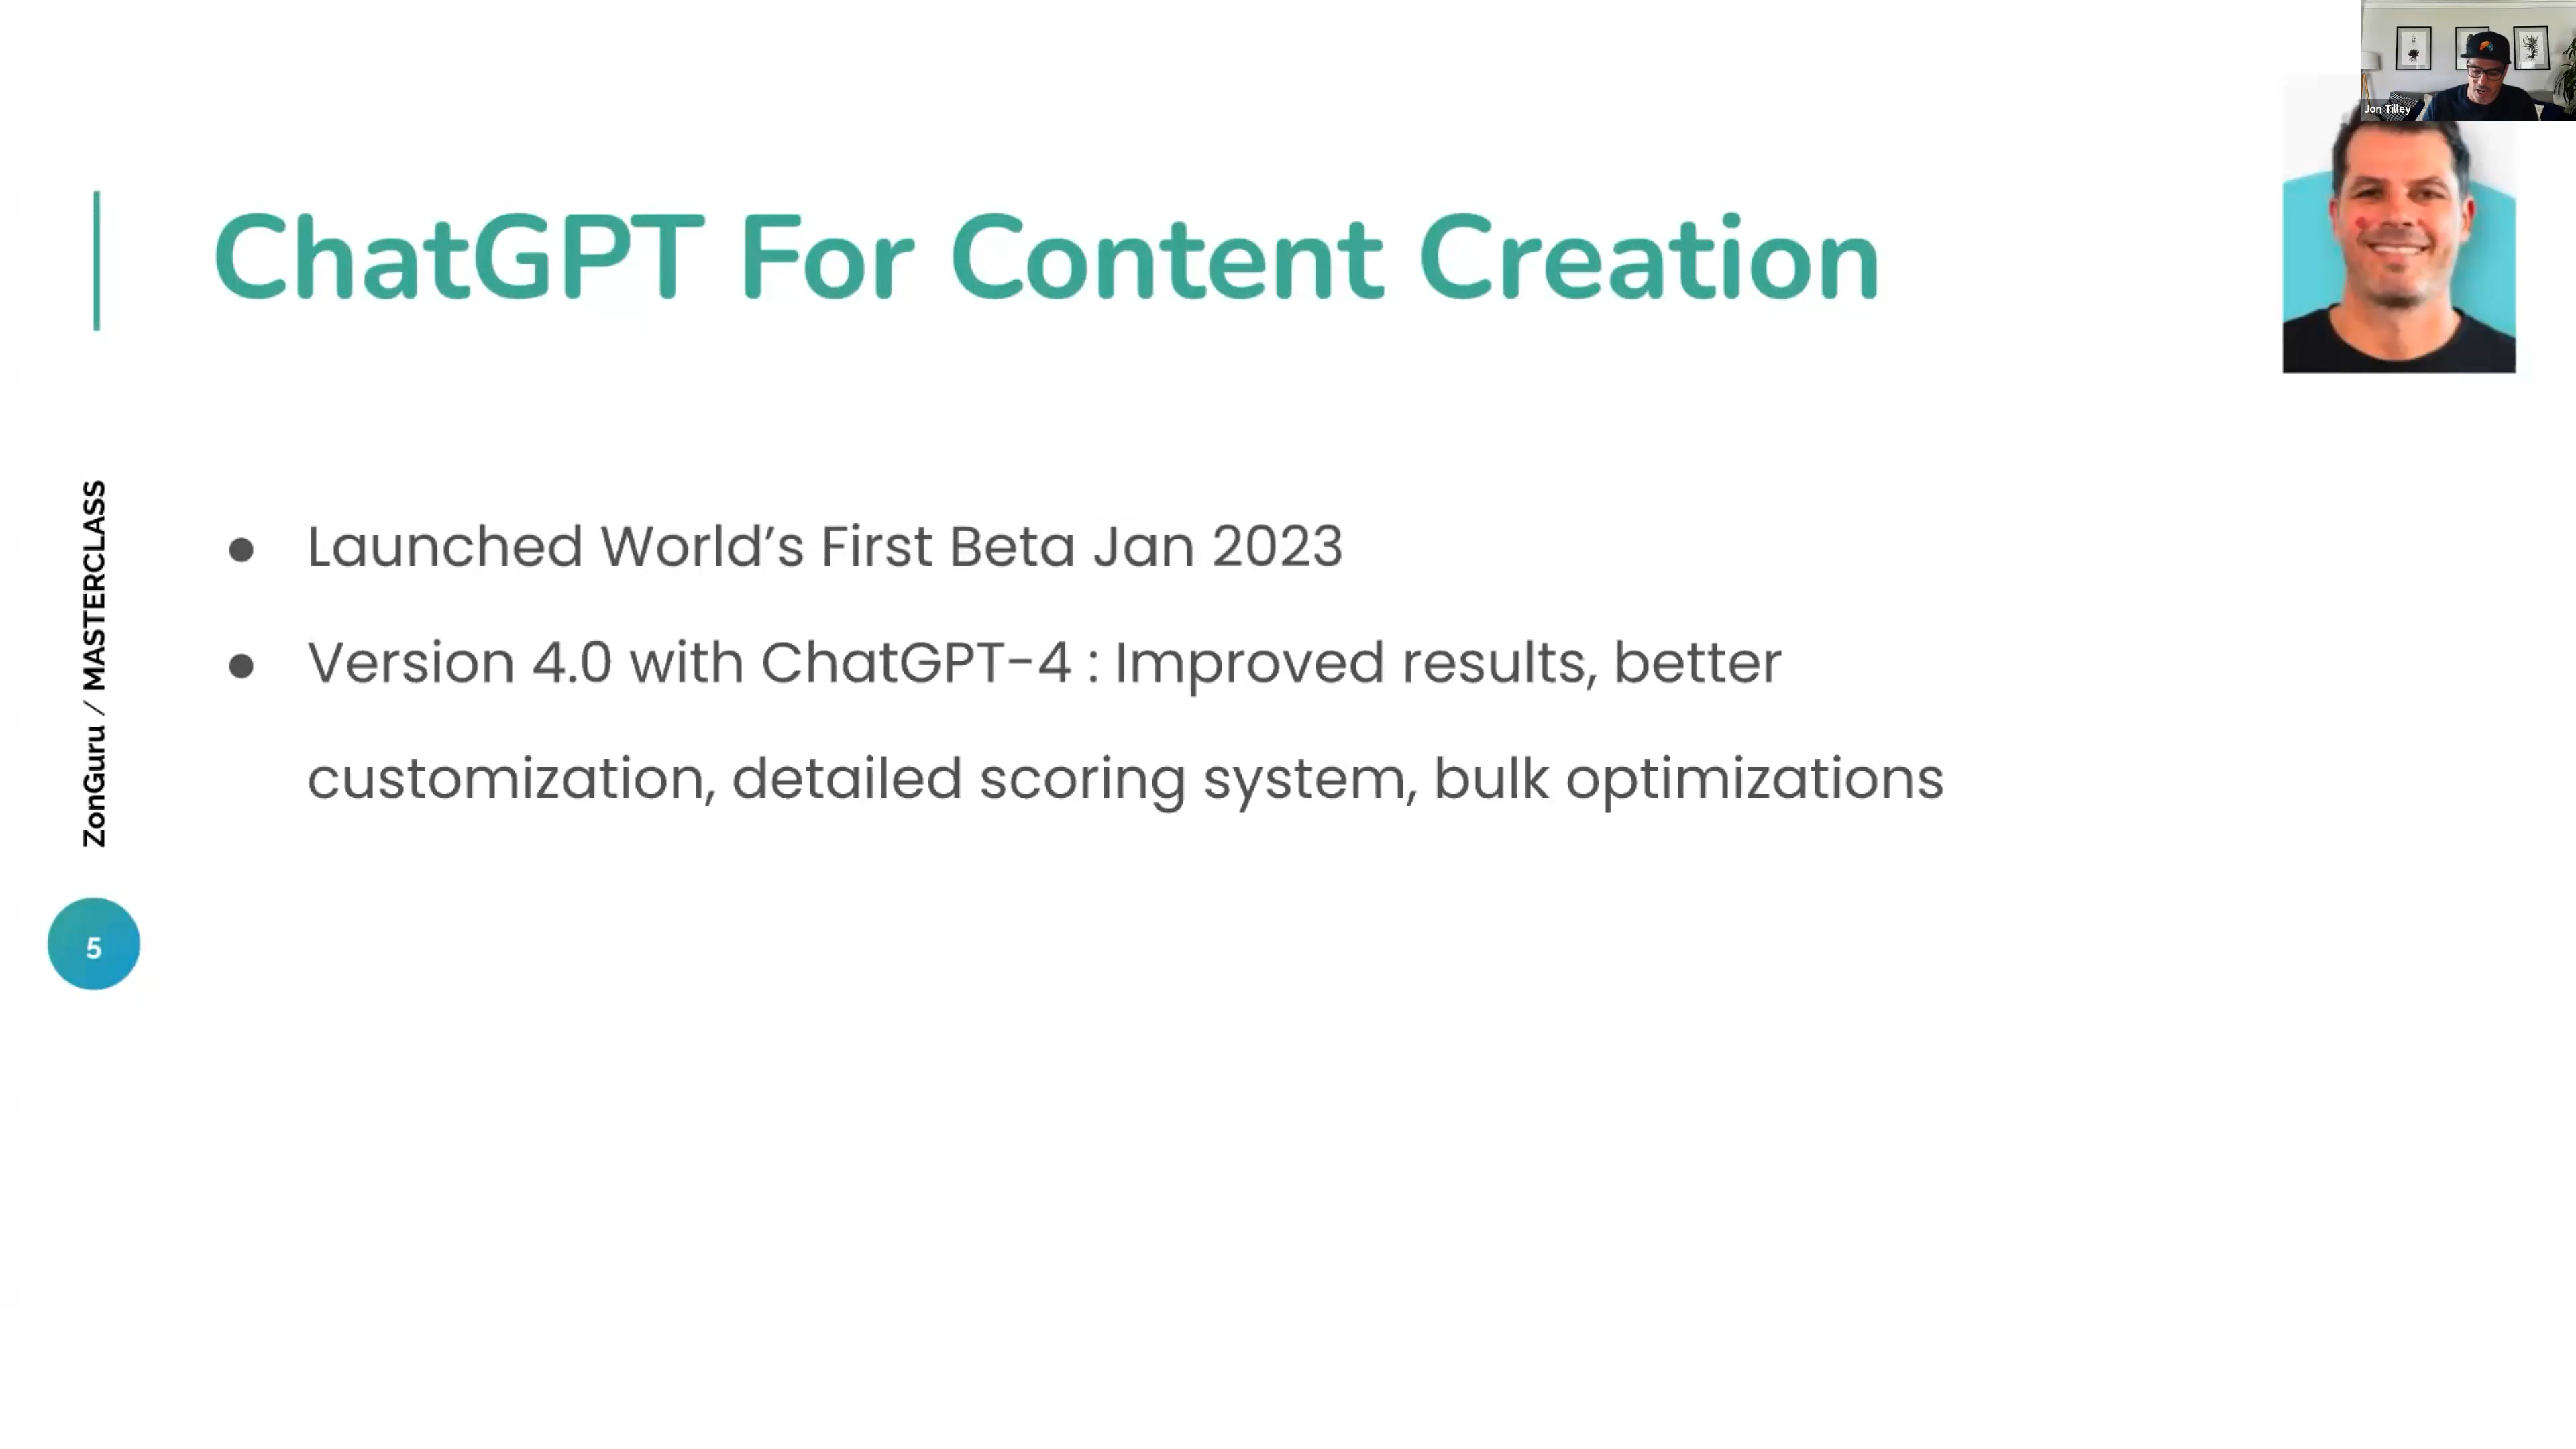 Jon Tilley
ChatGPT For Content Creation
● Launched World’s First Beta Jan 2023
● Version 4.0 with ChatGPT-4 : Improved results, better
customization, detailed scoring system, bulk optimizations
ZonGuru / MASTERCLASS
5